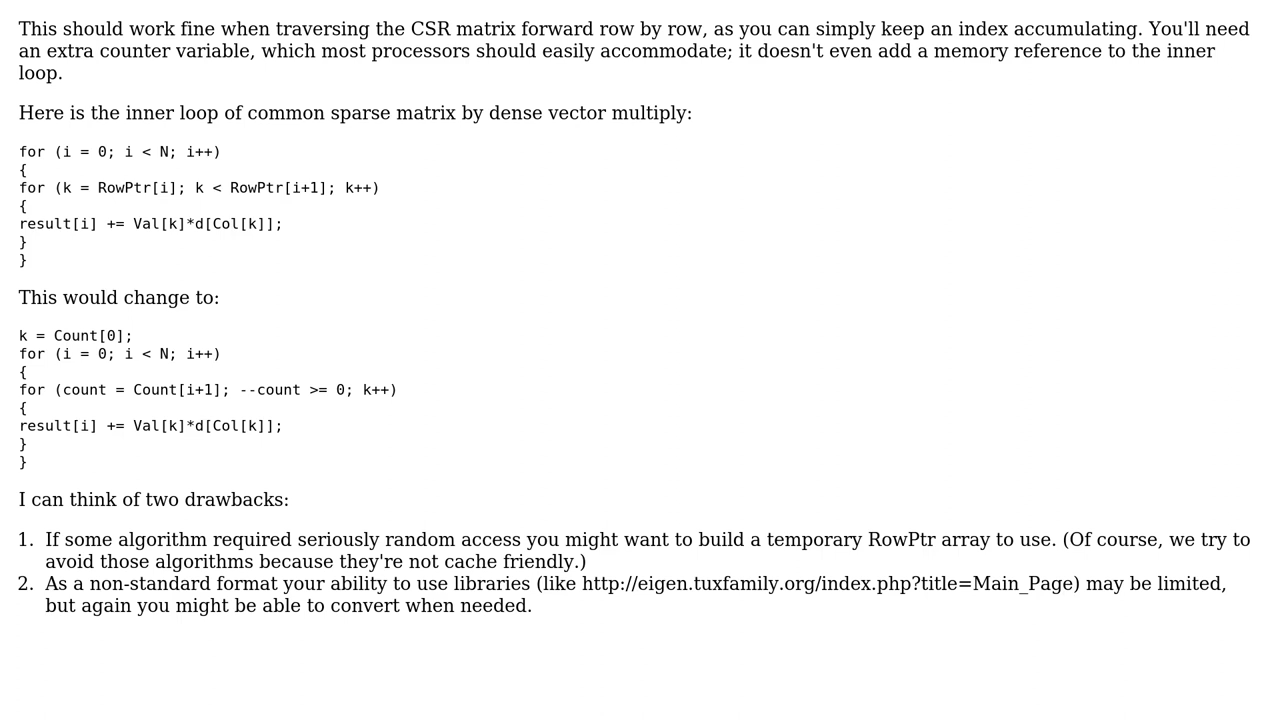 This should work fine when traversing the CSR matrix forward row by row, as you can simply keep an index accumulating. You'll need
an extra counter variable, which most processors should easily accommodate; it doesn't even add a memory reference to the inner
loop.
Here is the inner loop of common sparse matrix by dense vector multiply:
for (i = 0; i < N; i++)
{
for (k = RowPtr[i]; k < RowPtr[i+1]; k++)
{
result[i] += Val[k]*d[Col[k]];
}
}
This would change to:
k = Count[0];
for (i = 0; i < N; i++)
{
for (count = Count[i+1]; --count >= 0; k++)
{
result[i] += Val[k]*d[Col[k]];
}
}
I can think of two drawbacks:
1. If some algorithm required seriously random access you might want to build a temporary RowPtr array to use. (Of course, we try to
avoid those algorithms because they're not cache friendly.)
2. As a non-standard format your ability to use libraries (like http://eigen.tuxfamily.org/index.php?title=Main_Page) may be limited,
but again you might be able to convert when needed.